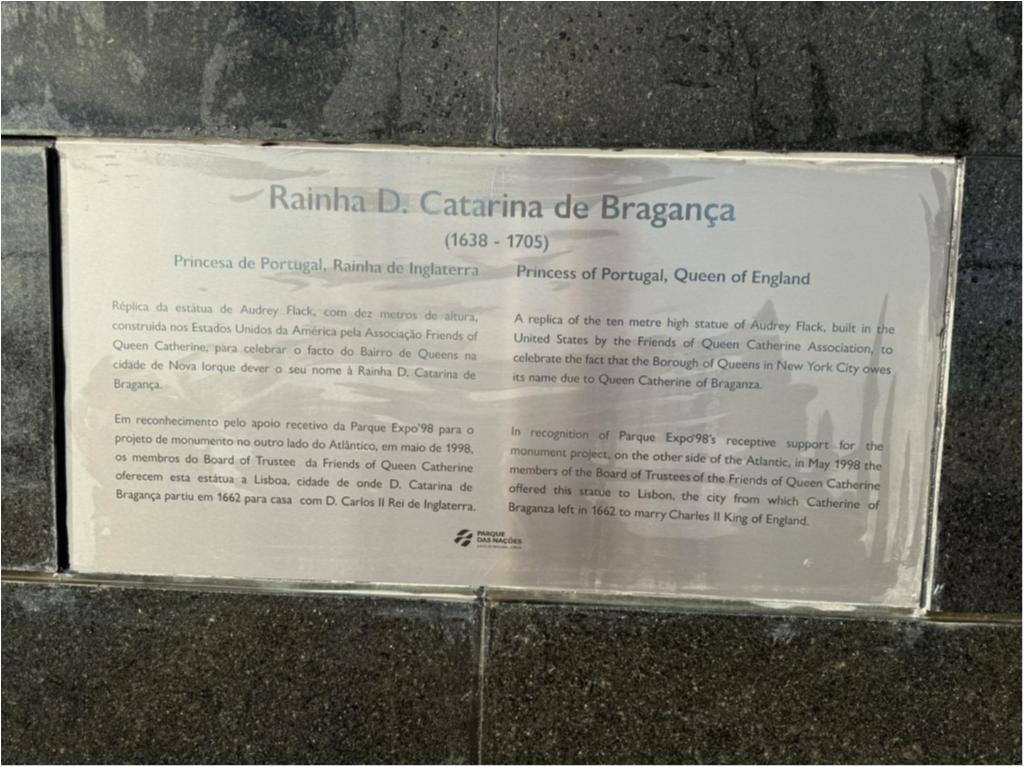 Rainha D. Catarina de Bragança
(1638 - 1705)
Princesa de Portugal, Rainha de Inglaterra
Réplica da estátua de Audrey Flack, com dez metros de altura,
construída nos Estados Unidos da América pela Associação Friends of
Queen Catherine, para celebrar o facto do Bairro de Queens na
cidade de Nova Iorque dever o seu nome à Rainha D. Catarina de
Bragança.
Em reconhecimento pelo apoio recetivo da Parque Expo'98 para o
projeto de monumento no outro lado do Atlântico, em maio de 1998,
os membros do Board of Trustee da Friends of Queen Catherine
oferecem esta estátua a Lisboa, cidade de onde D. Catarina de
Bragança partiu em 1662 para casa com D. Carlos II Rei de Inglaterra.
Princess of Portugal, Queen of England
A replica of the ten metre high statue of Audrey Flack, built in the
United States by the Friends of Queen Catherine Association, to
celebrate the fact that the Borough of Queens in New York City owes
its name due to Queen Catherine of Braganza.
In recognition of Parque Expo'98's receptive support for the
monument project, on the other side of the Atlantic, in May 1998 the
members of the Board of Trustees of the Friends of Queen Catherine
offered this statue to Lisbon, the city from which Catherine of
Braganza left in 1662 to marry Charles II King of England.
PARQUE
DAS NAÇÕES